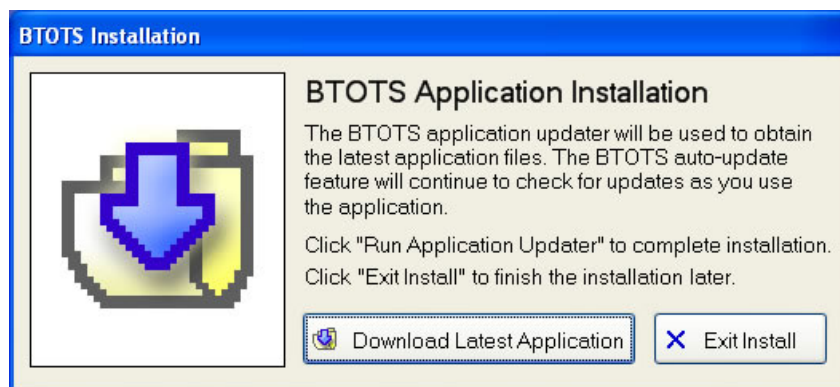 BTOTS Installation
BTOTS Application Installation
The BTOTS application updater will be used to obtain
the latest application files. The BTOTS auto-update
feature will continue to check for updates as you use
the application.
Click "Run Application Updater" to complete installation.
Click "Exit Install" to finish the installation later.
Download Latest Application
Exit Install